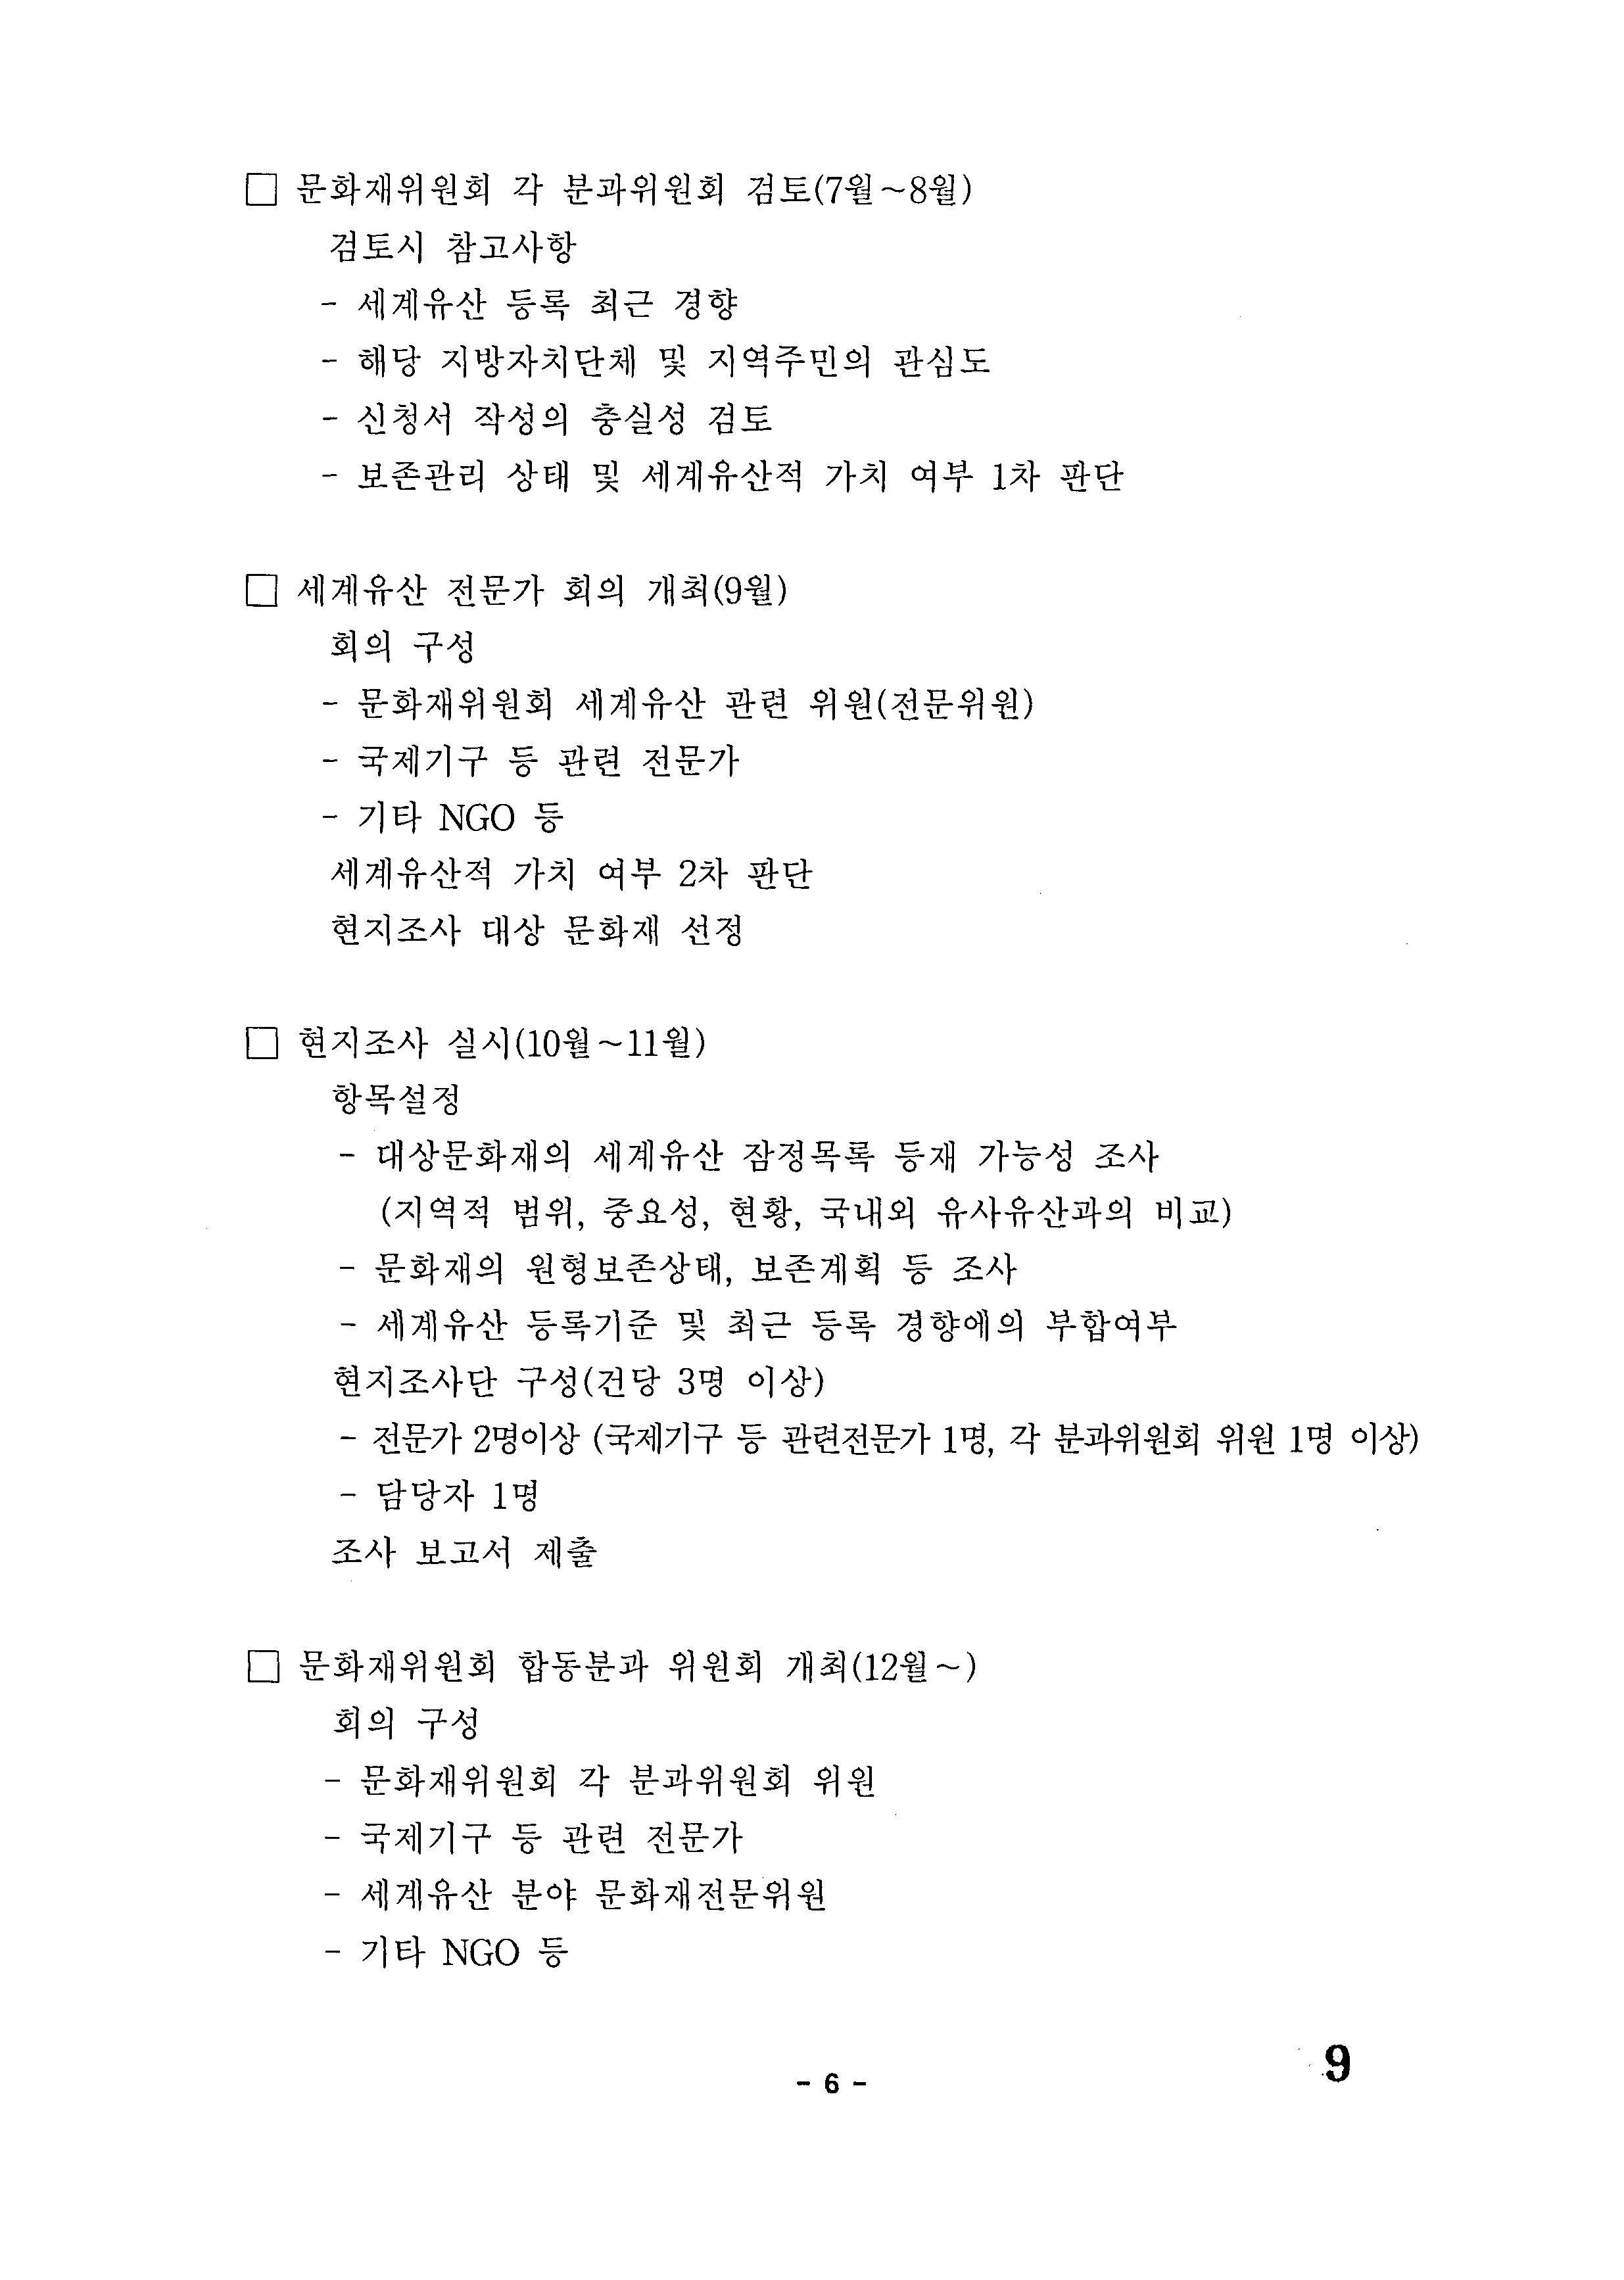 □ 문화재위원회 각 분과위원회 검토(7월~8월)
검토시 참고사항
- 세계유산 등록 최근 경향
- 해당 지방자치단체 및 지역주민의 관심도
- 신청서 작성의 충실성 검토
- 보존관리 상태 및 세계유산적 가치 여부 1차 판단
□ 세계유산 전문가 회의 개최(9월)
회의 구성
- 문화재위원회 세계유산 관련 위원(전문위원)
- 국제기구 등 관련 전문가
- 기타 NGO 등
세계유산적 가치 여부 2차 판단
현지조사 대상 문화재 선정
□ 현지조사 실시(10월~11월)
항목설정
- 대상문화재의 세계유산 잠정목록 등재 가능성 조사
(지역적 범위, 중요성, 현황, 국내외 유사유산과의 비교)
- 문화재의 원형보존상태, 보존계획 등 조사
- 세계유산 등록기준 및 최근 등록 경향에의 부합여부
현지조사단 구성(건당 3명 이상)
- 전문가 2명이상 (국제기구 등 관련전문가 1명, 각 분과위원회 위원 1명 이상)
- 담당자 1명
조사 보고서 제출
□ 문화재위원회 합동분과 위원회 개최(12월~)
회의 구성
- 문화재위원회 각 분과위원회 위원
- 국제기구 등 관련 전문가
- 세계유산 분야 문화재전문위원
- 기타 NGO 등
- 6 -
9